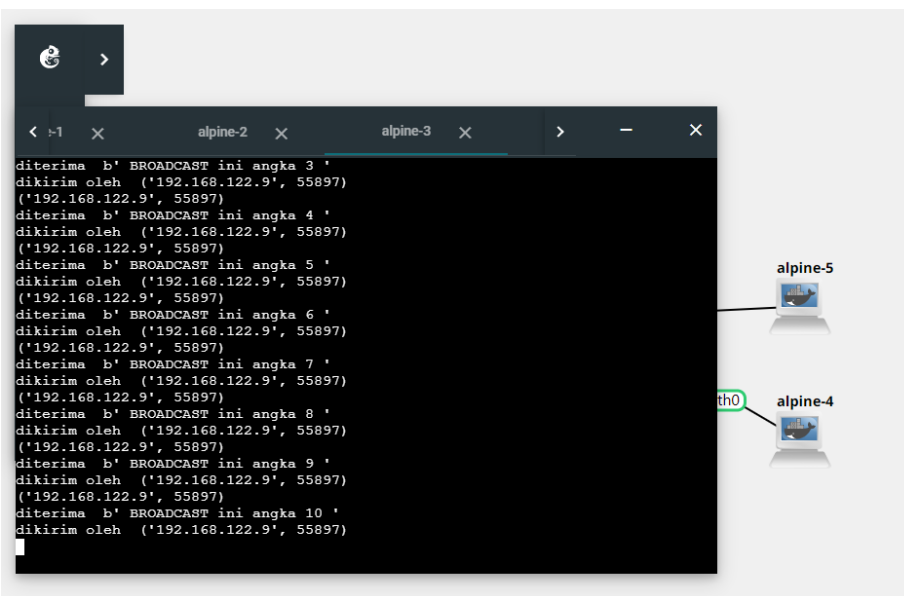 -1
alpine-2
alpine-3
diterima  b' BROADCAST ini angka 3 '
dikirim oleh  ('192.168.122.9', 55897)
('192.168.122.9', 55897)
diterima  b' BROADCAST ini angka 4 '
dikirim oleh  ('192.168.122.9', 55897)
('192.168.122.9', 55897)
diterima  b' BROADCAST ini angka 5 '
dikirim oleh  ('192.168.122.9', 55897)
('192.168.122.9', 55897)
diterima  b' BROADCAST ini angka 6 '
dikirim oleh  ('192.168.122.9', 55897)
('192.168.122.9', 55897)
diterima  b' BROADCAST ini angka 7 '
dikirim oleh  ('192.168.122.9', 55897)
('192.168.122.9', 55897)
diterima  b' BROADCAST ini angka 8 '
dikirim oleh  ('192.168.122.9', 55897)
('192.168.122.9', 55897)
diterima  b' BROADCAST ini angka 9 '
dikirim oleh  ('192.168.122.9', 55897)
('192.168.122.9', 55897)
diterima  b' BROADCAST ini angka 10 '
dikirim oleh  ('192.168.122.9', 55897)
alpine-5
th0
alpine-4